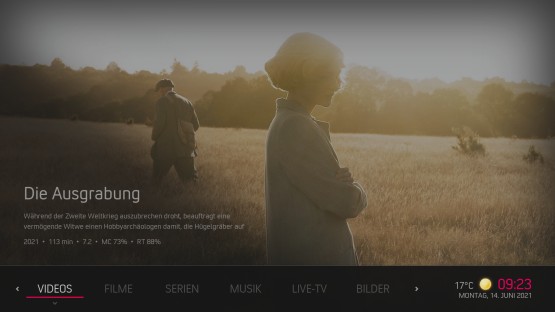 Die Ausgrabung
Während der Zweite Weltkrieg auszubrechen droht, beauftragt eine
vermögende Witwe einen Hobbyarchäologen damit, die Hügelgräber auf
2021 • 113 min • 7.2 • MC 73% • RT 88%
VIDEOS FILME SERIEN MUSIK LIVE-TV BILDER
17°C 09:23
MONTAG, 14. JUNI 2021